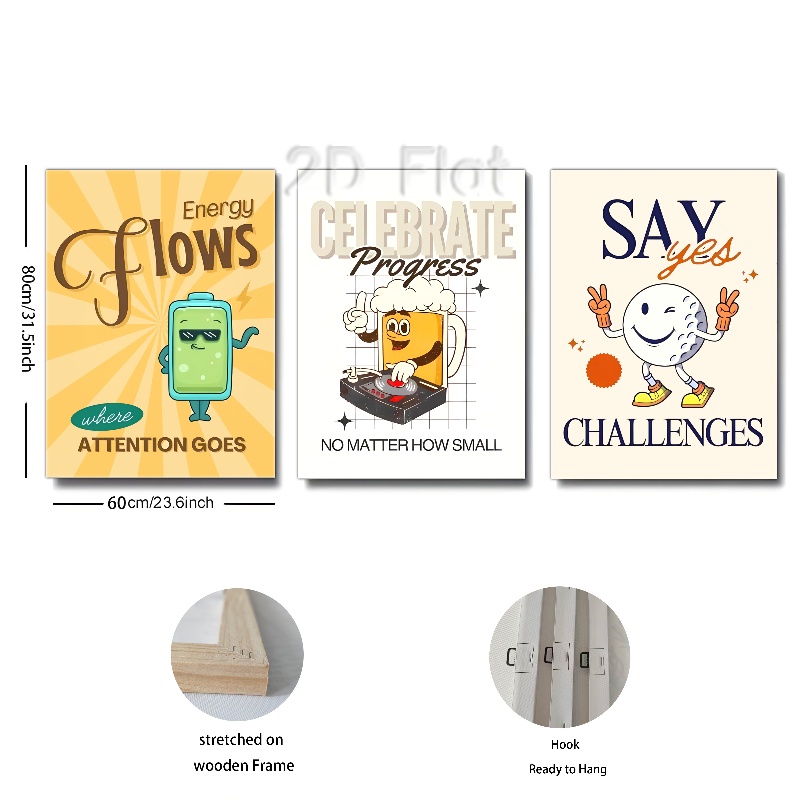 2D Flat
80cm/31.5inch
Energy
Flows
where
ATTENTION GOES
60cm/23.6inch
CELEBRATE
Progress
NO MATTER HOW SMALL
SAY
yes
CHALLENGES
stretched on
wooden Frame
Hook
Ready to Hang